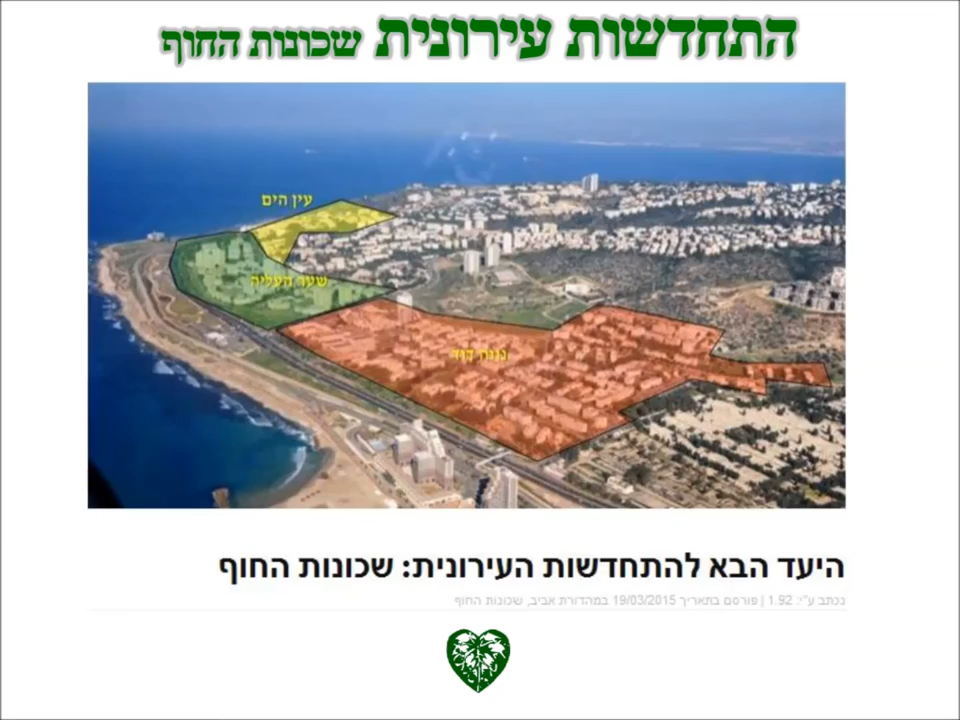 התחדשות עירונית שכונות החוף
עין הים
שער העליה
נווה דוד
היעד הבא להתחדשות העירונית: שכונות החוף
נכתב ע"י: 1.92 | פורסם בתאריך 19/03/2015 במהדורת אביב, שכונות החוף